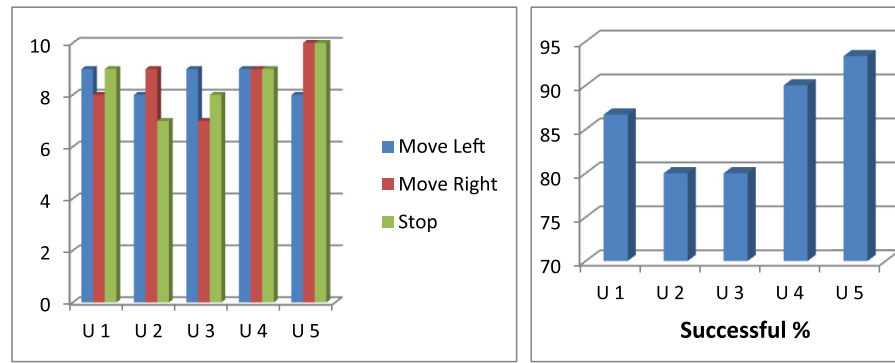 10
8
6
4
2
0
U 1 U 2 U 3 U 4 U 5
Move Left
Move Right
Stop
95
90
85
80
75
70
U 1 U 2 U 3 U 4 U 5
Successful %